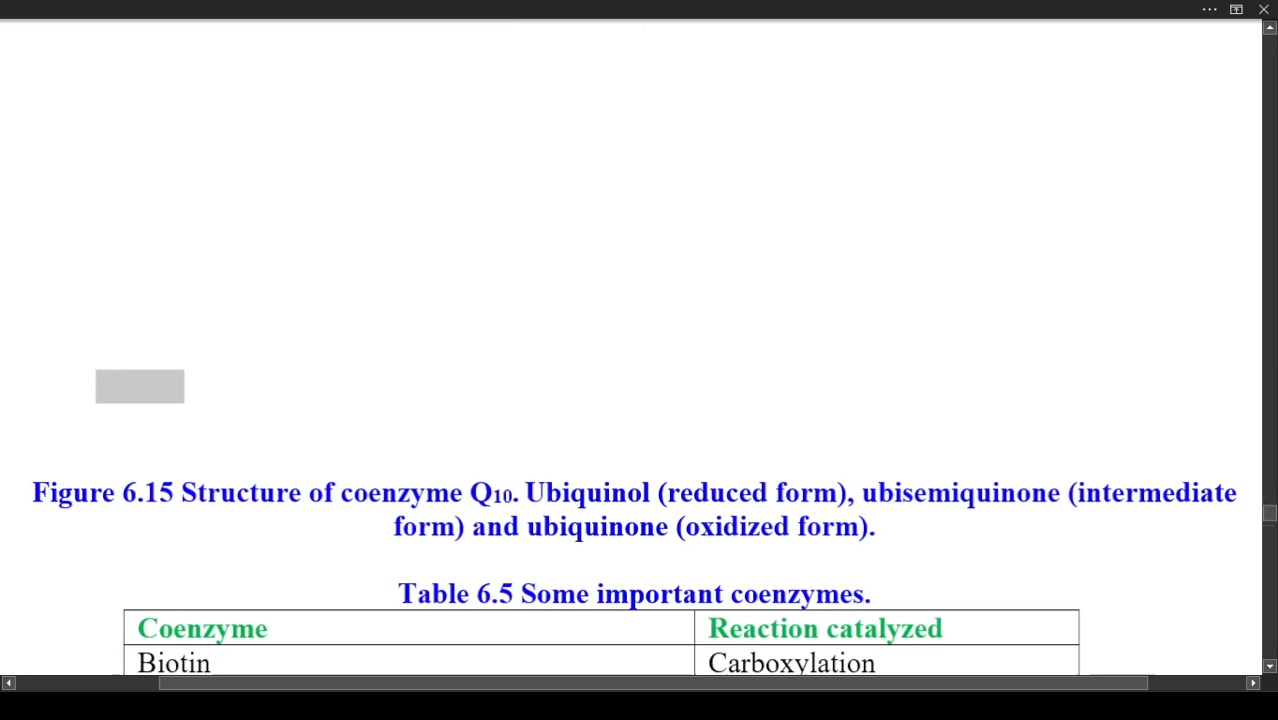 Figure 6.15 Structure of coenzyme Q10. Ubiquinol (reduced form), ubisemiquinone (intermediate
form) and ubiquinone (oxidized form).
Table 6.5 Some important coenzymes.
Coenzyme Reaction catalyzed
Biotin Carboxylation